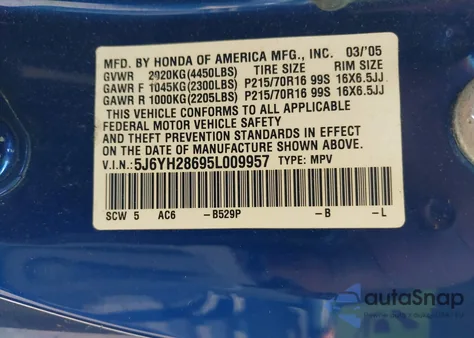 MFD. BY HONDA OF AMERICA MFG., INC. 03/'05
GVWR 2020KG(4450LBS) TIRE SIZE RIM SIZE
GAWR F 1045KG(2300LBS) P215/70R16 99S 16X6.5JJ
GAWR R 1000KG(2205LBS) P215/70R16 99S 16X6.5JJ
THIS VEHICLE CONFORMS TO ALL APPLICABLE
FEDERAL MOTOR VEHICLE SAFETY
AND THEFT PREVENTION STANDARDS IN EFFECT
ON THE DATE OF MANUFACTURE SHOWN ABOVE.
V.I.N: 5J6YH28695L009957 TYPE: MPV
SCW 5 AC6 -B529P -B -L
autoSnap